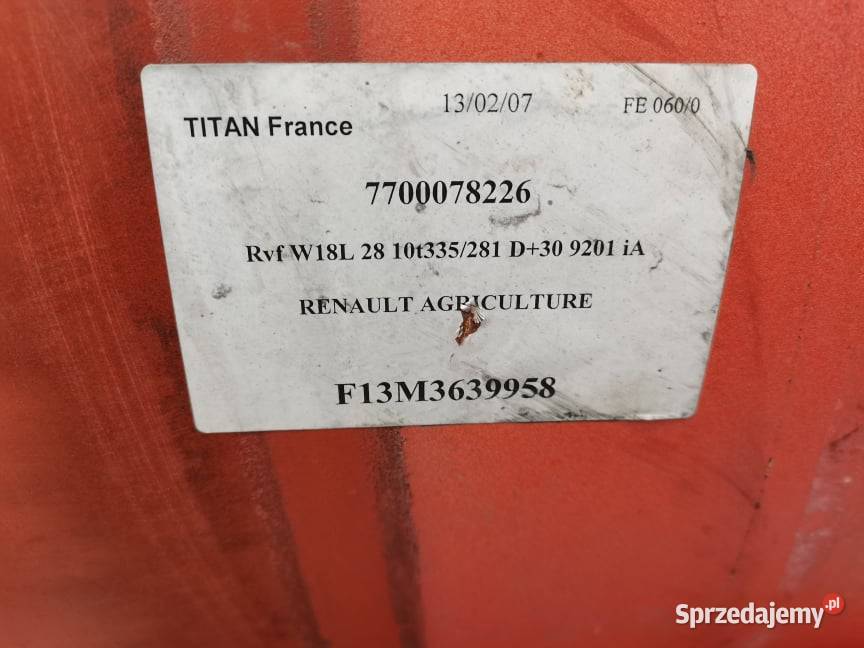 TITAN France 13/02/07 FE 060/0
7700078226
Rvf W18L 28 10t335/281 D+30 9201 iA
RENAULT AGRICULTURE
F13M3639958
Sprzedajemy.pl